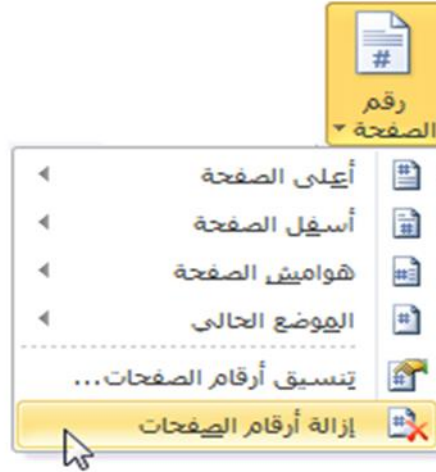 رقم
الصفحة
أعلى الصفحة
أسفل الصفحة
هوامش الصفحة
الموضع الحالي
تنسيق أرقام الصفحات...
إزالة أرقام الصفحات